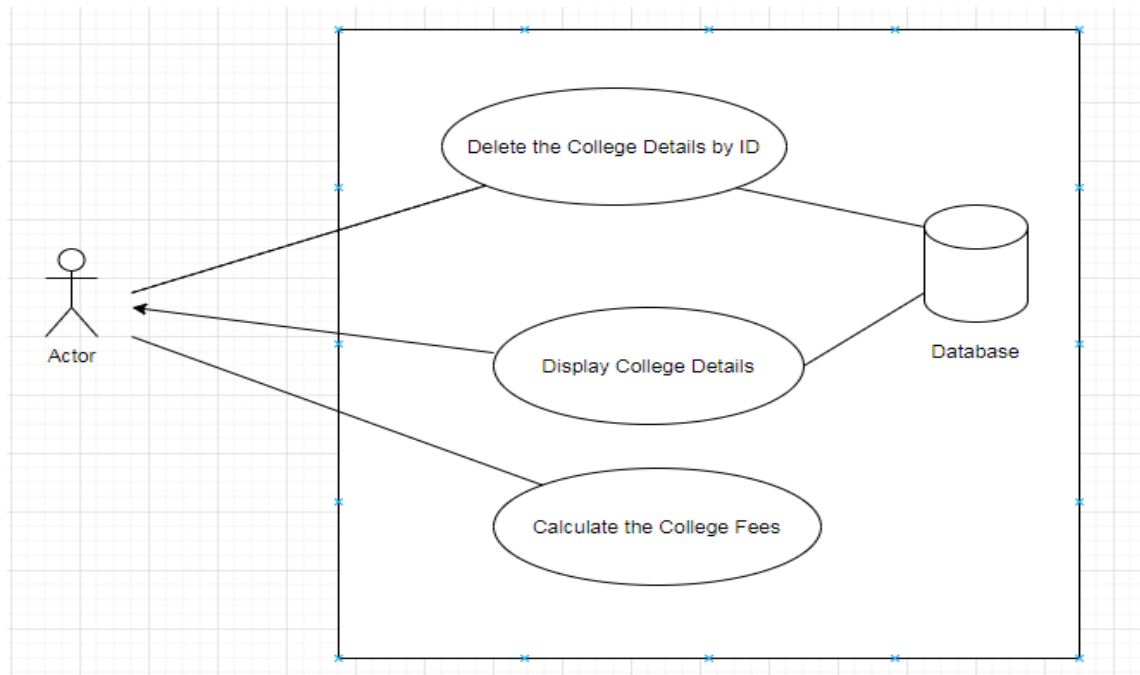 Delete the College Details by ID
Actor
Display College Details
Database
Calculate the College Fees